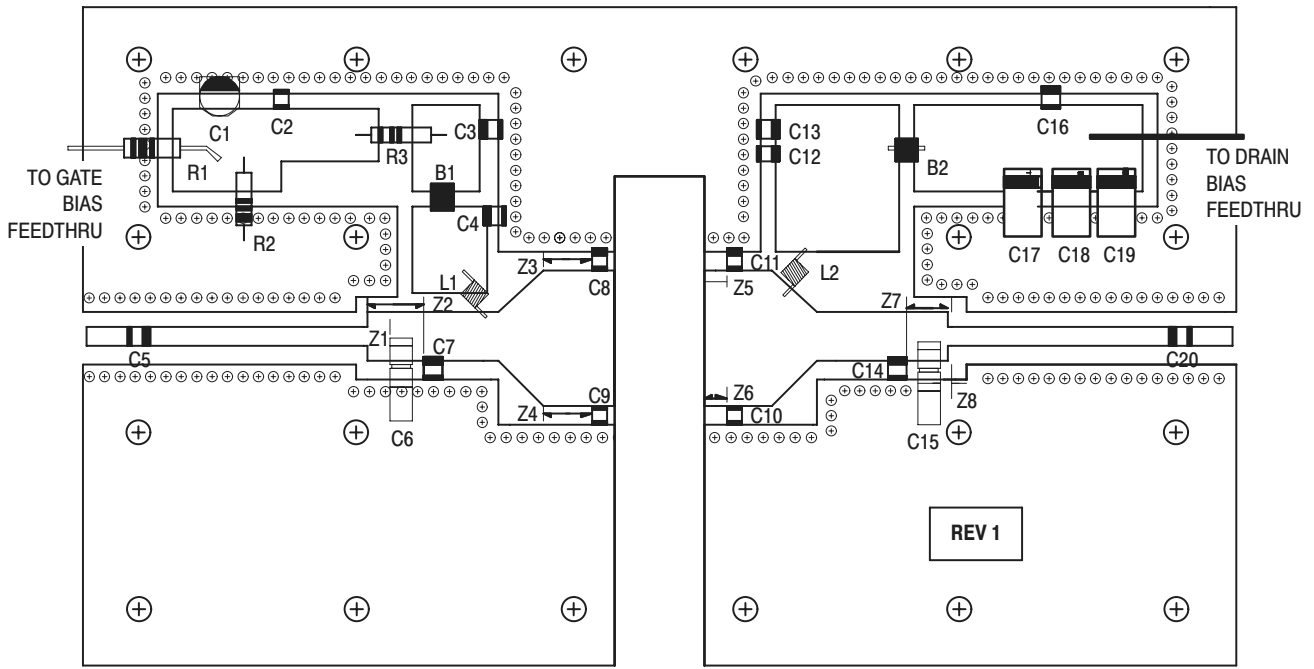 C1
C2
R3
C3
C13
C12
C16
R1
B2
TO GATE
BIAS
FEEDTHRU
TO DRAIN
BIAS
FEEDTHRU
B1
C4
R2
C17
C18
C19
Z3
C8
C11
L2
L1
Z2
Z5
Z7
Z1
C7
C5
C14
C20
C9
Z6
Z8
Z4
C10
C6
C15
REV 1